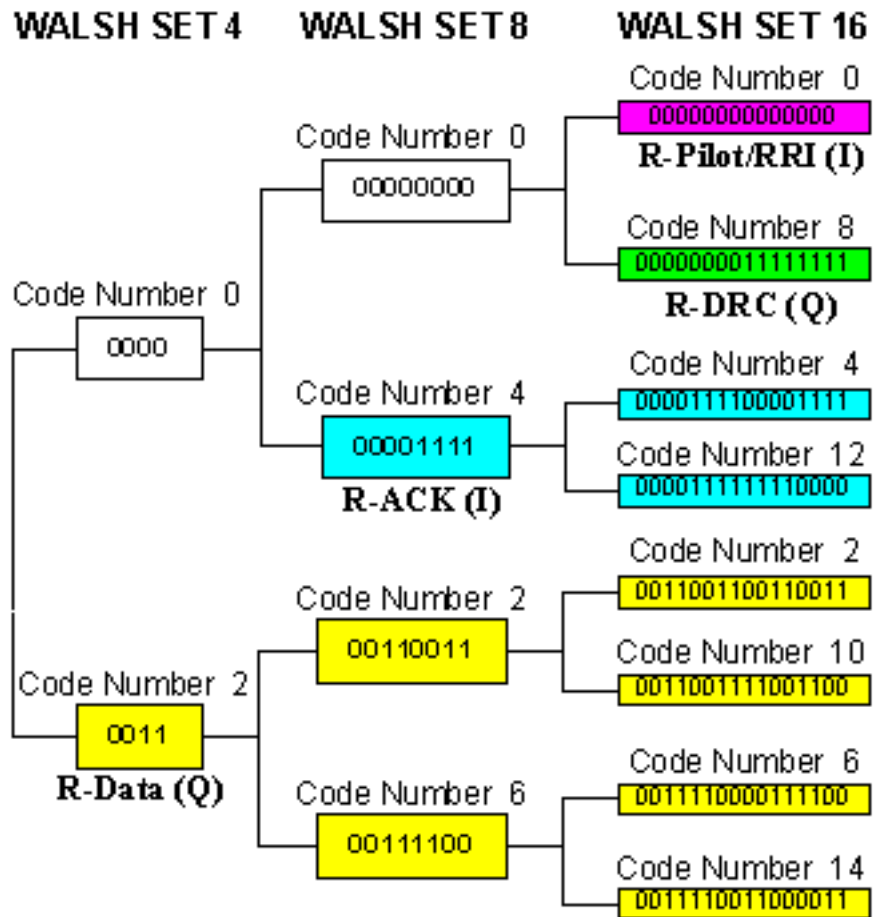 WALSH SET 4 WALSH SET 8 WALSH SET 16
Code Number 0
00000000000000
R-Pilot/RRI (I)
Code Number 0
00000000
Code Number 8
0000000011111111
R-DRC (Q)
Code Number 0
0000
Code Number 4
0000111100001111
Code Number 4
00001111
R-ACK (I)
Code Number 12
0000111111110000
Code Number 2
0011001100110011
Code Number 2
00110011
Code Number 10
0011001111001100
Code Number 2
0011
R-Data (Q)
Code Number 6
0011110000111100
Code Number 6
00111100
Code Number 14
0011110011000011